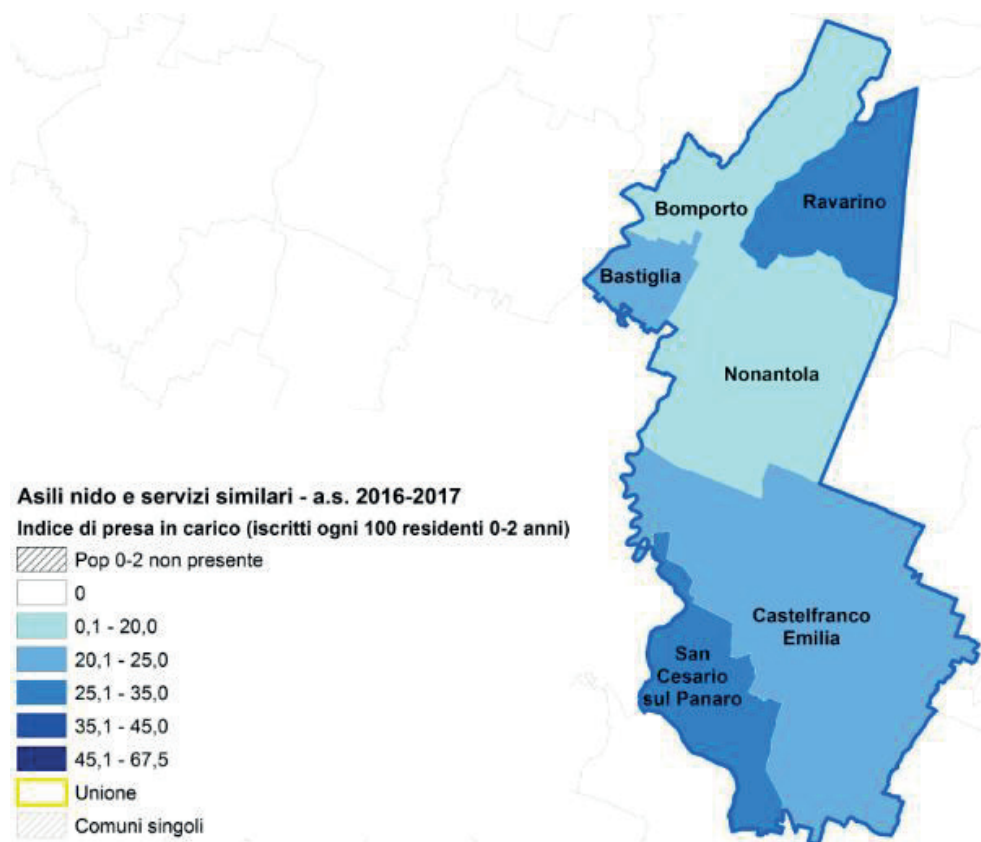 Bomporto
Ravarino
Bastiglia
Nonantola
Castelfranco
Emilia
San
Cesario
sul Panaro
Asili nido e servizi similari - a.s. 2016-2017
Indice di presa in carico (iscritti ogni 100 residenti 0-2 anni)
Pop 0-2 non presente
0
0,1 - 20,0
20,1 - 25,0
25,1 - 35,0
35,1 - 45,0
45,1 - 67,5
Unione
Comuni singoli